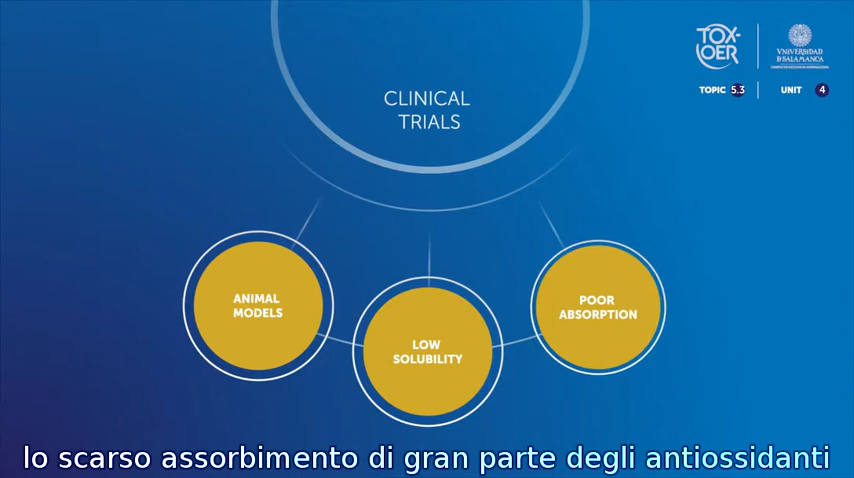 TOX-
OER
VNIVERSIDAD
D SALAMANCA
TOPIC 5.3
UNIT 4
CLINICAL
TRIALS
ANIMAL
MODELS
LOW
SOLUBILITY
POOR
ABSORPTION
lo scarso assorbimento di gran parte degli antiossidanti